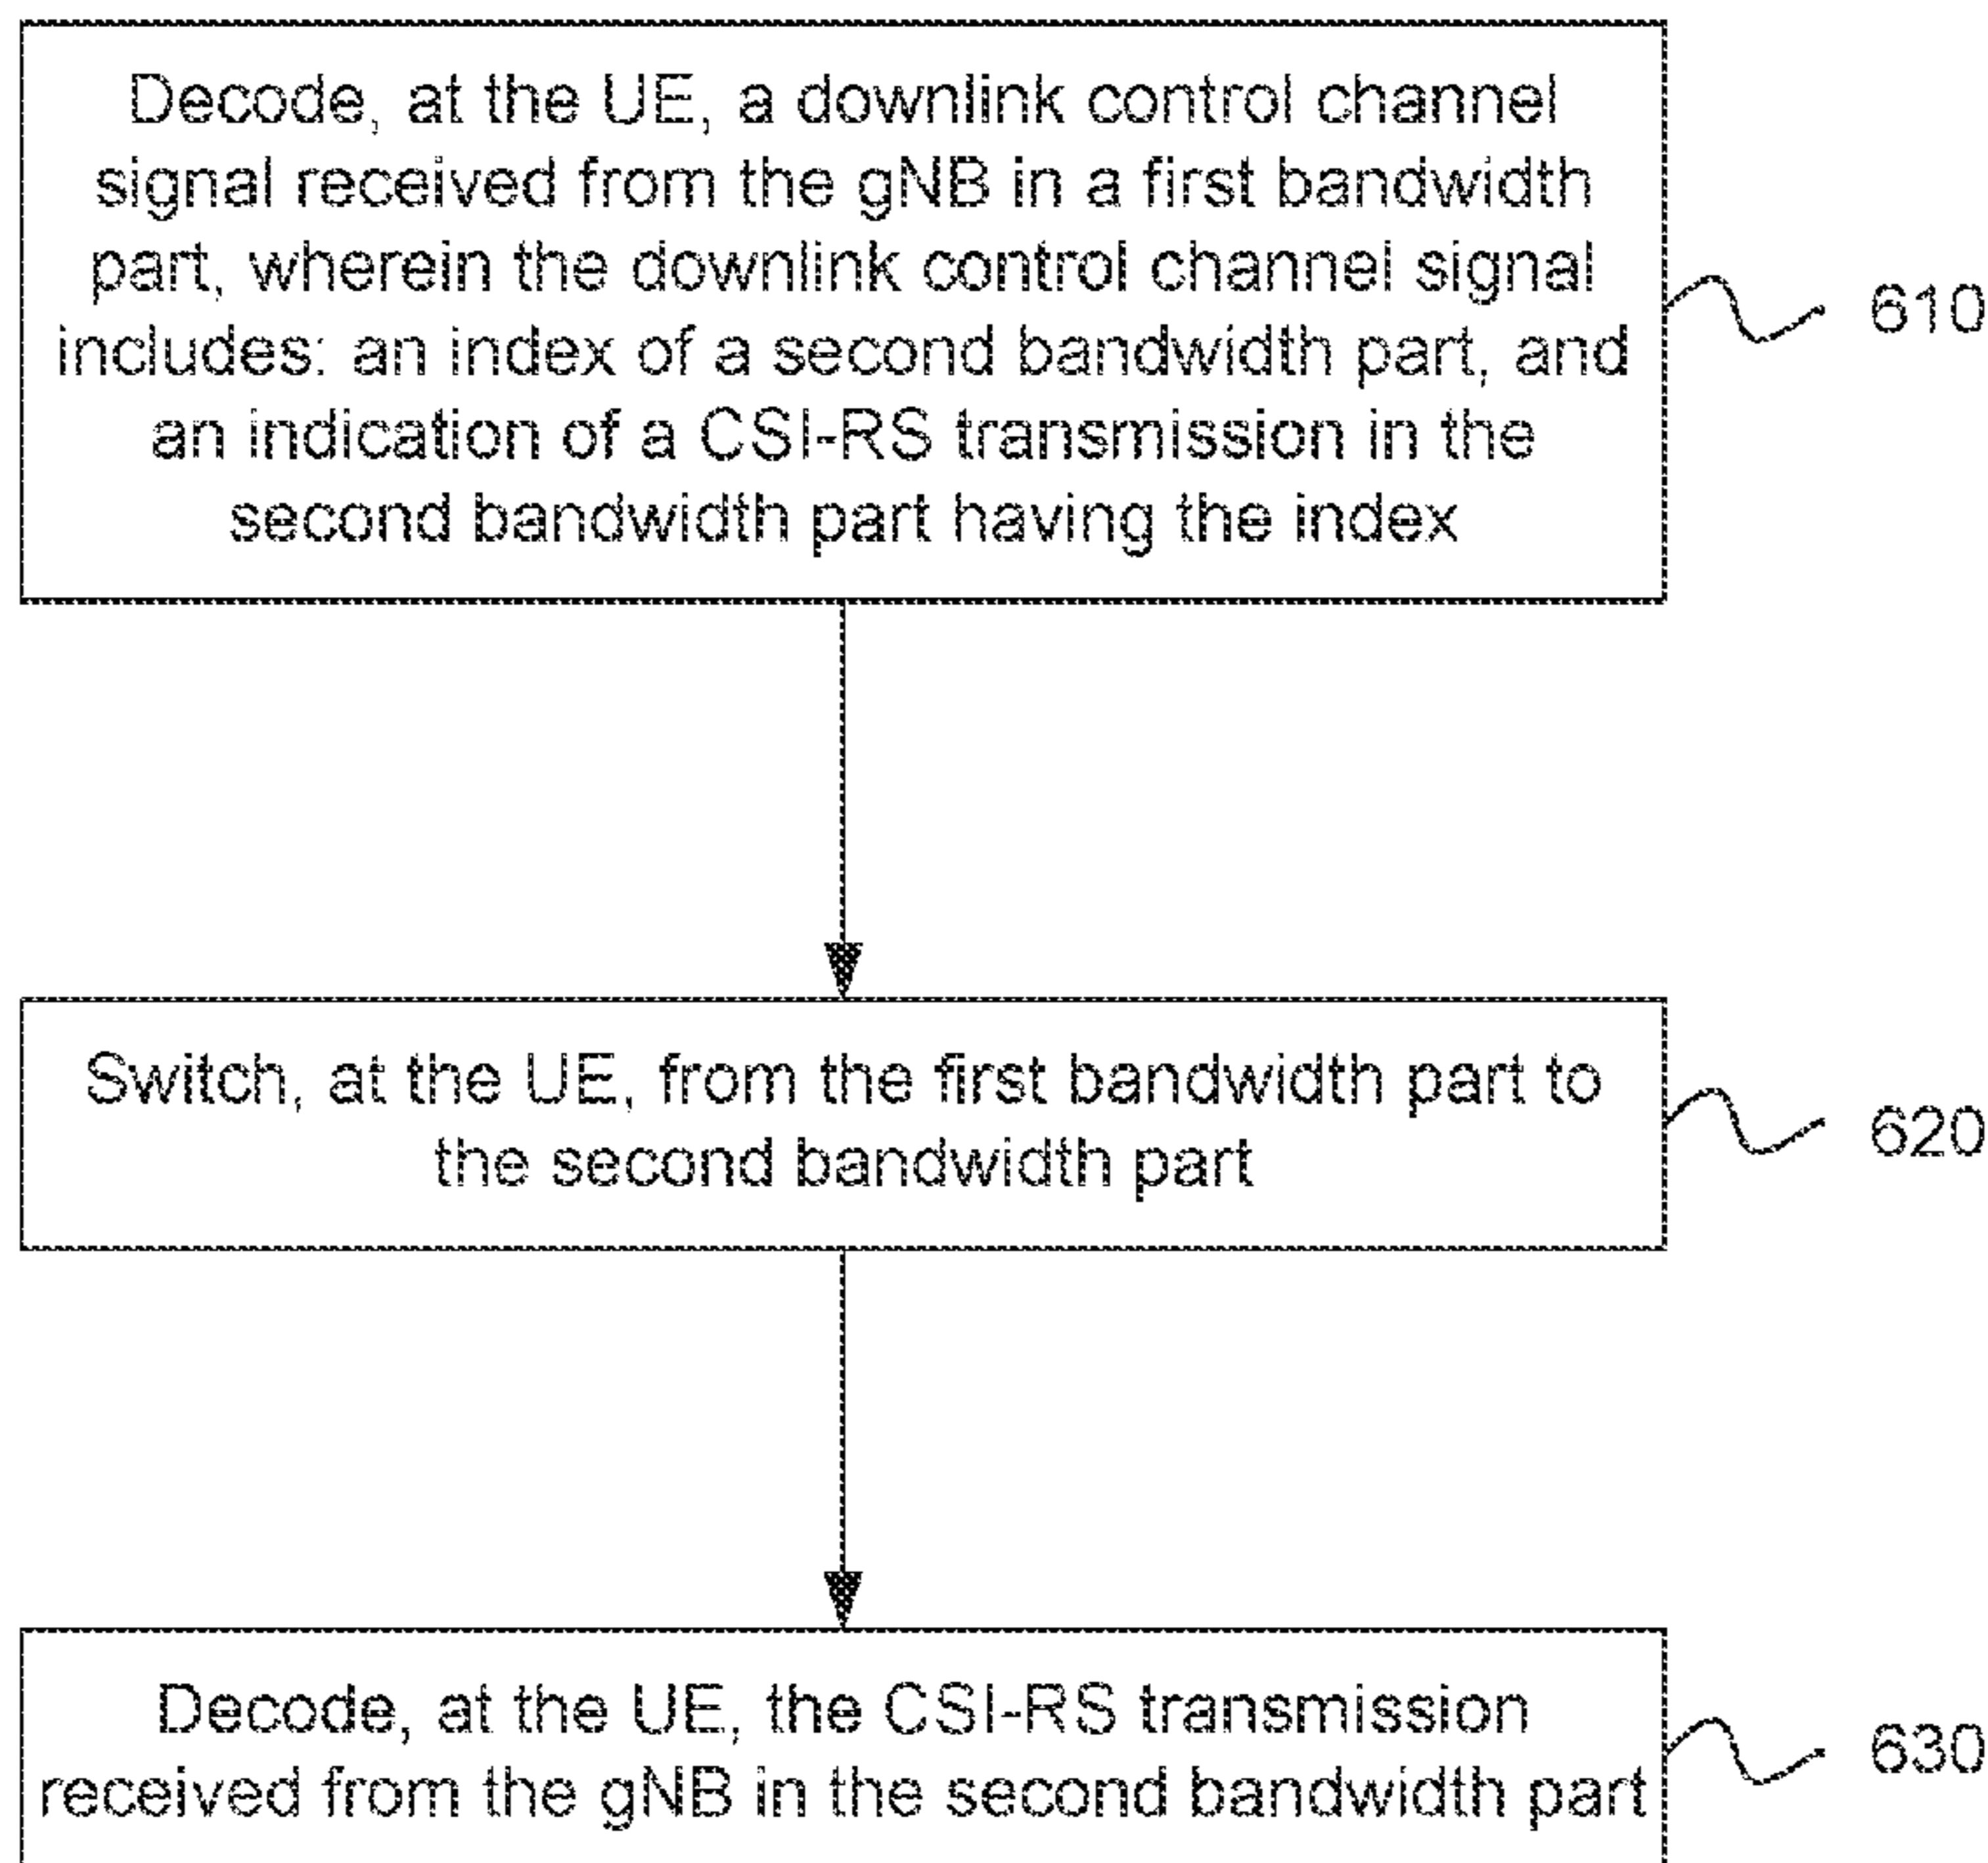 Decode, at the UE, a downlink control channel
signal received from the gNB in a first bandwidth
part, wherein the downlink control channel signal
includes: an index of a second bandwidth part, and
an indication of a CSI-RS transmission in the
second bandwidth part having the index
610
Switch, at the UE, from the first bandwidth part to
the second bandwidth part
620
Decode, at the UE, the CSI-RS transmission
received from the gNB in the second bandwidth part
630